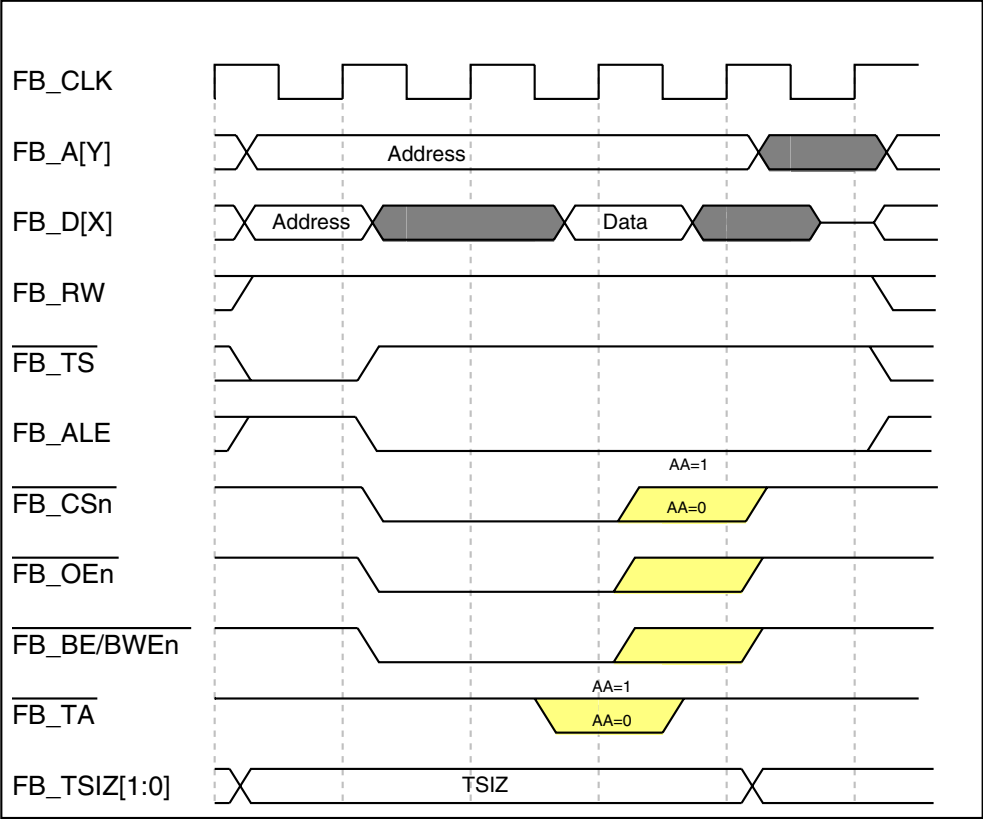 FB_CLK
FB_A[Y] Address
FB_D[X] Address Data
FB_RW
FB_TS
FB_ALE
AA=1
FB_CSn AA=0
FB_OEn
FB_BE/BWEn
AA=1
FB_TA AA=0
FB_TSIZ[1:0] TSIZ